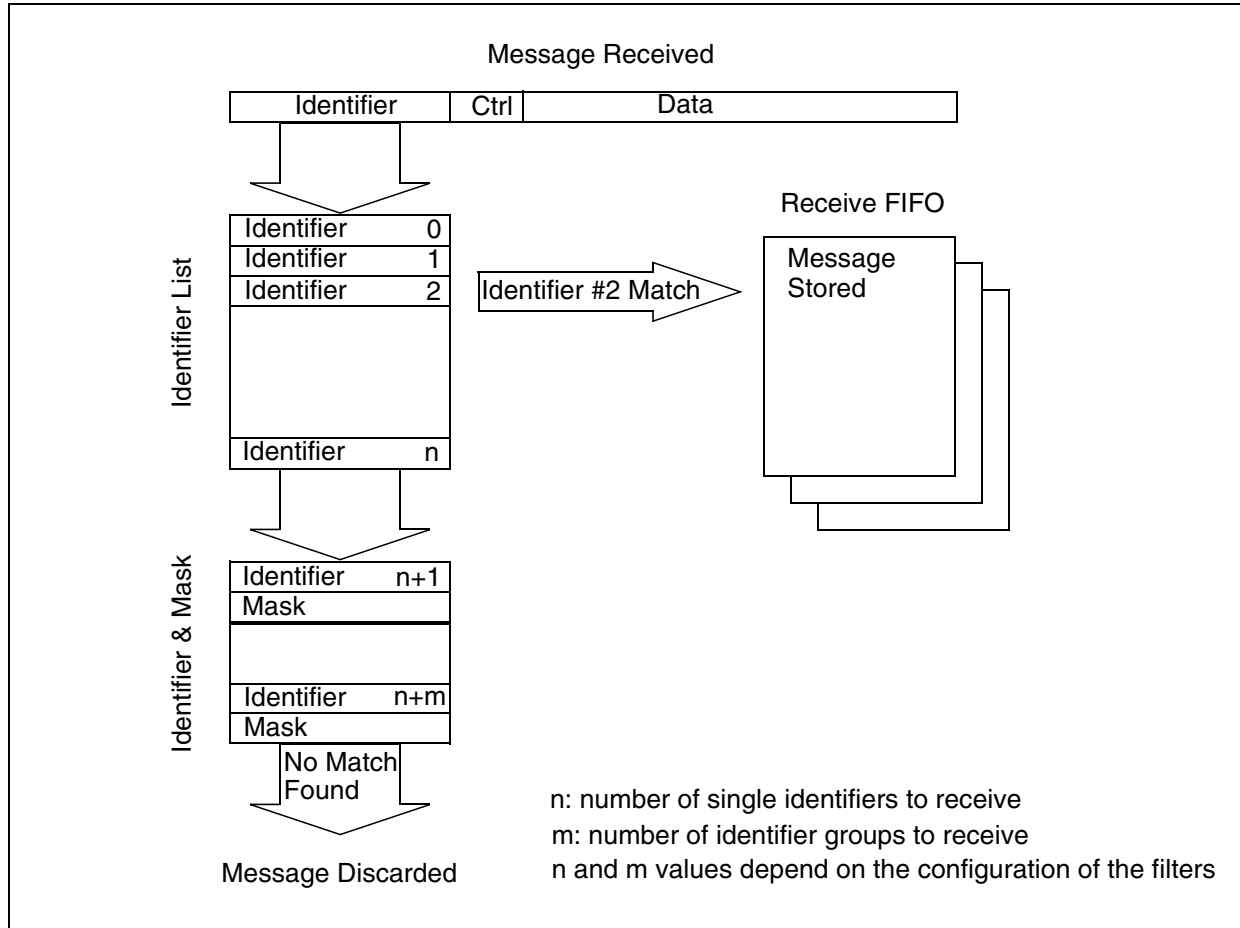 Message Received
Identifier Ctrl Data
Receive FIFO
Identifier List
Identifier 0
Identifier 1
Identifier 2
Identifier #2 Match
Message
Stored
Identifier n
Identifier & Mask
Identifier n+1
Mask
Identifier n+m
Mask
No Match
Found
Message Discarded
n: number of single identifiers to receive
m: number of identifier groups to receive
n and m values depend on the configuration of the filters